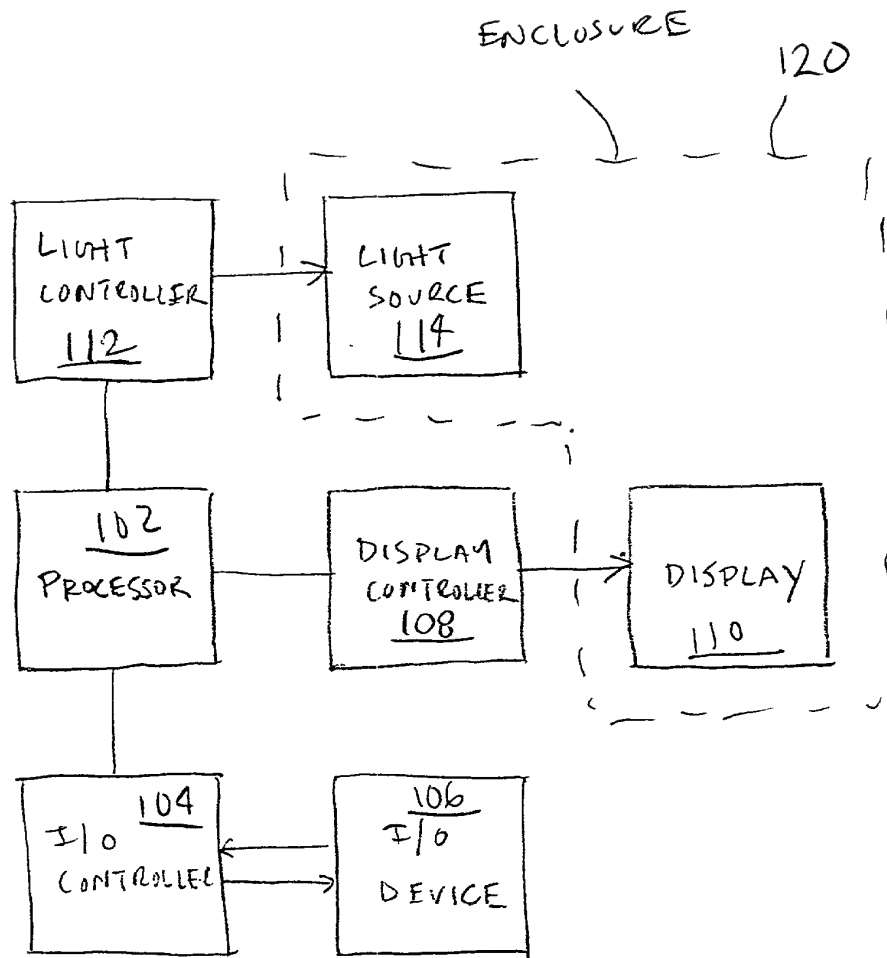 ENCLOSURE
120
LIGHT
CONTROLLER
112
LIGHT
SOURCE
114
102
PROCESSOR
DISPLAY
CONTROLLER
108
DISPLAY
110
104
I/O
CONTROLLER
106
I/O
DEVICE